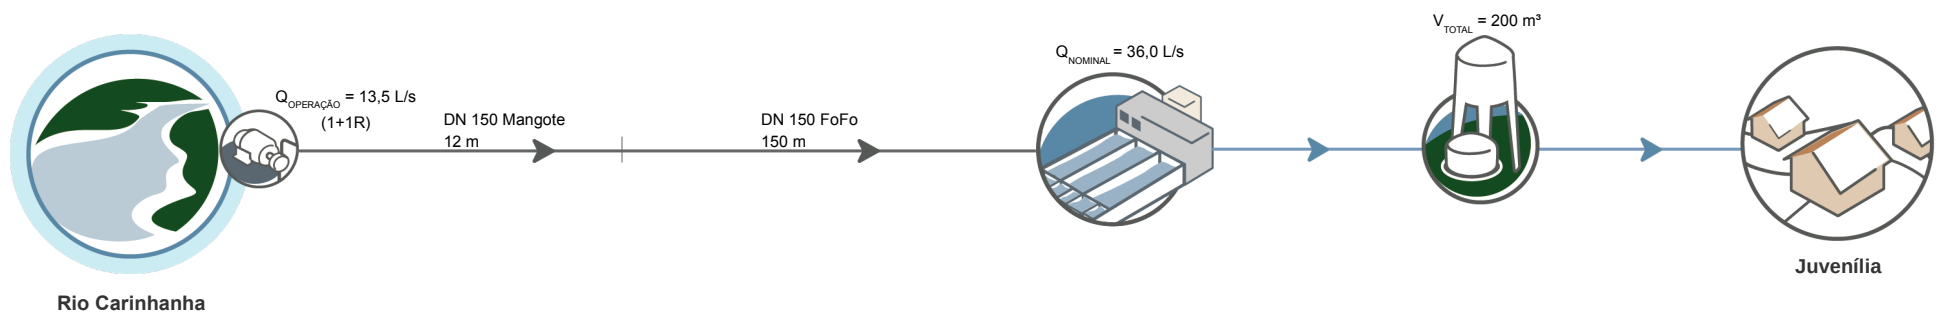 V_TOTAL = 200 m³
Q_NOMINAL = 36,0 L/s
Q_OPERAÇÃO = 13,5 L/s
(1+1R)
DN 150 Mangote
12 m
DN 150 FoFo
150 m
Juvenília
Rio Carinhanha